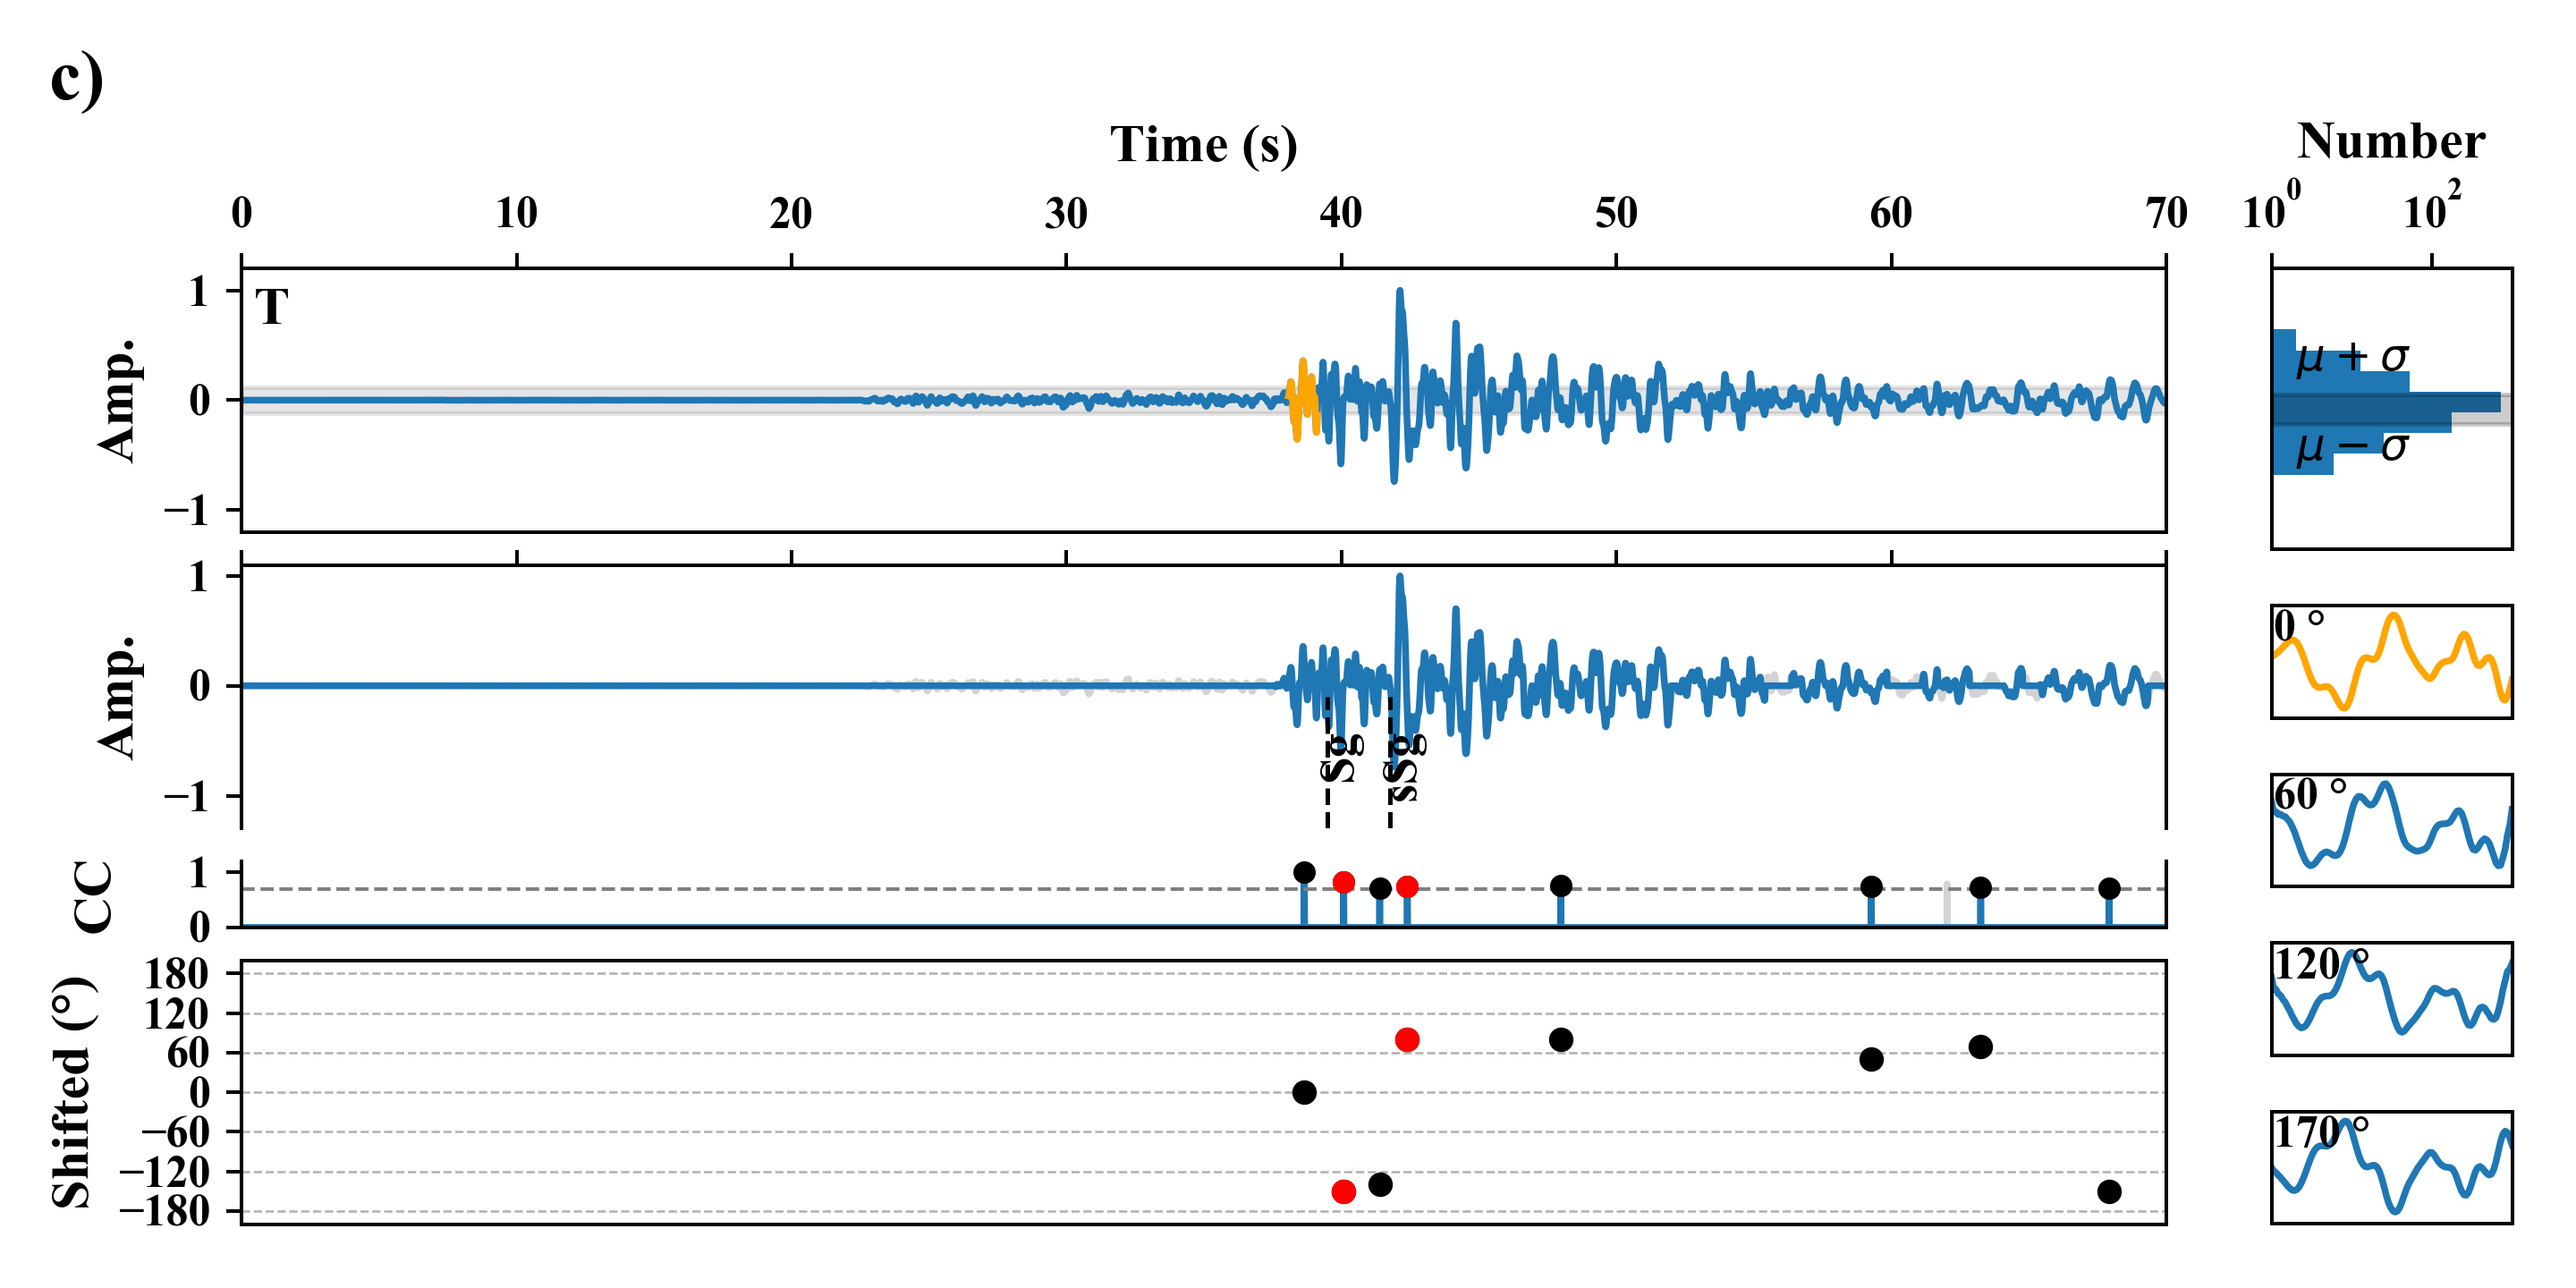 c)
Time (s)
Number
0 10 20 30 40 50 60 70
10^0 10^2
T
Amp.
1
0
−1
μ + σ
μ − σ
Amp.
1
0
−1
Sg
sSg
0 °
60 °
CC
1
0
120 °
Shifted (°)
180
120
60
0
−60
−120
−180
170 °